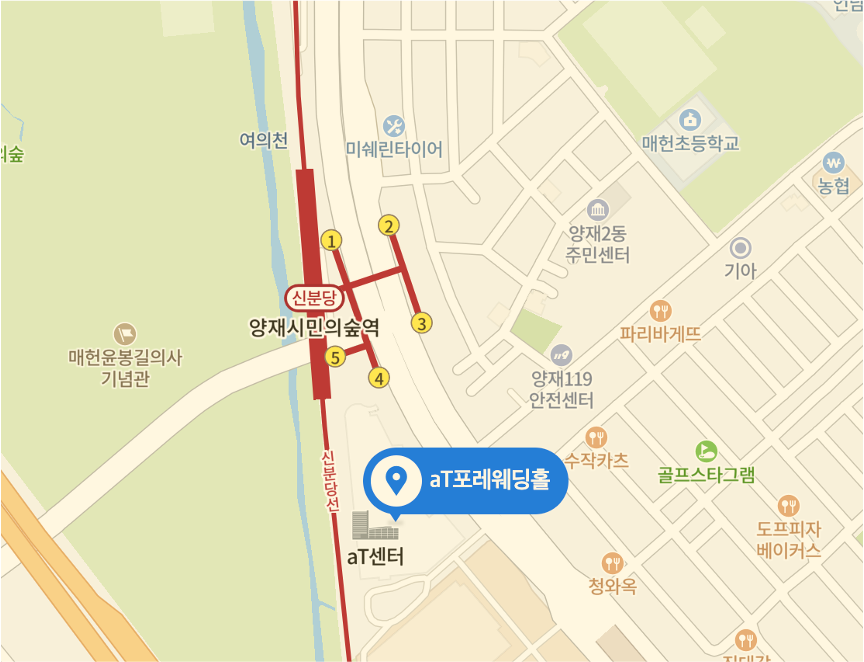 여의천
미쉐린타이어
매헌초등학교
농협
의숲
양재2동
주민센터
기아
1
2
3
4
5
신분당
양재시민의숲역
파리바게뜨
매헌윤봉길의사
기념관
양재119
안전센터
수작카츠
골프스타그램
신분당선
aT포레웨딩홀
aT센터
도프피자
베이커스
청와옥